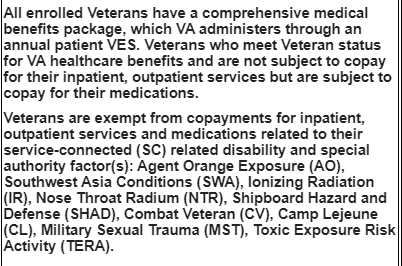 All enrolled Veterans have a comprehensive medical
benefits package, which VA administers through an
annual patient VES. Veterans who meet Veteran status
for VA healthcare benefits and are not subject to copay
for their inpatient, outpatient services but are subject to
copay for their medications.
Veterans are exempt from copayments for inpatient,
outpatient services and medications related to their
service-connected (SC) related disability and special
authority factor(s): Agent Orange Exposure (AO),
Southwest Asia Conditions (SWA), Ionizing Radiation
(IR), Nose Throat Radium (NTR), Shipboard Hazard and
Defense (SHAD), Combat Veteran (CV), Camp Lejeune
(CL), Military Sexual Trauma (MST), Toxic Exposure Risk
Activity (TERA).